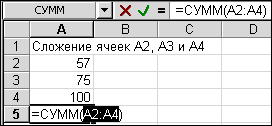 СУММ =СУММ(A2:A4)
A B C D
1 Сложение ячеек A2, A3 и A4
2 57
3 75
4 100
5 =СУММ(A2:A4)